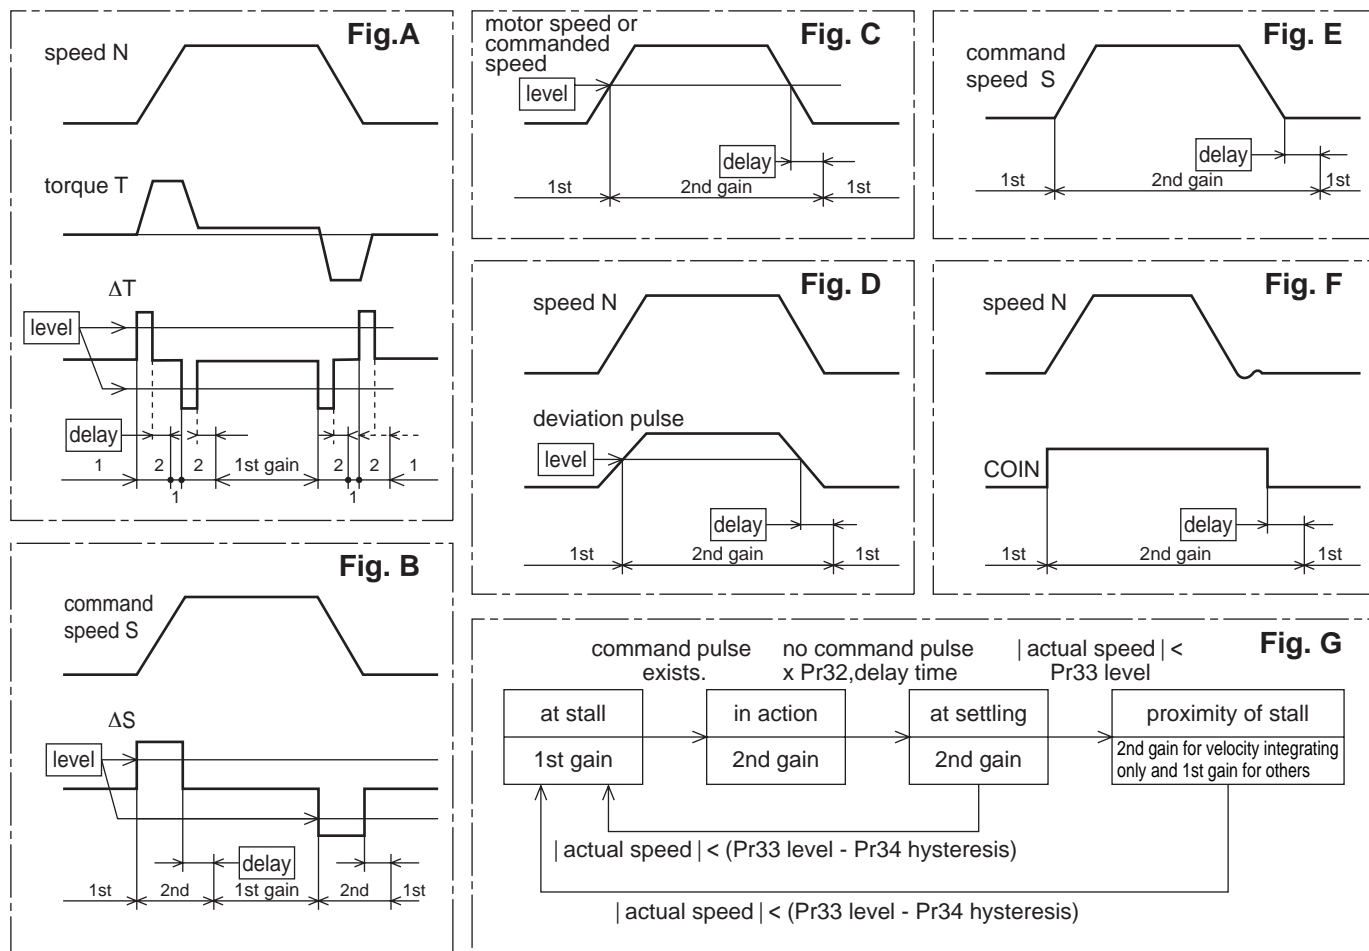 Fig.A
speed N
torque T
ΔT
level
delay
1 2 2 1st gain 2 2 1
1 1
Fig. B
command
speed S
ΔS
level
delay
1st 2nd 1st gain 2nd 1st
Fig. C
motor speed or
commanded
speed
level
delay
1st 2nd gain 1st
Fig. D
speed N
deviation pulse
level
delay
1st 2nd gain 1st
Fig. E
command
speed S
delay
1st 2nd gain 1st
Fig. F
speed N
COIN
delay
1st 2nd gain 1st
Fig. G
command pulse
exists.
no command pulse
x Pr32,delay time
| actual speed | <
Pr33 level
at stall
1st gain
in action
2nd gain
at settling
2nd gain
proximity of stall
2nd gain for velocity integrating
only and 1st gain for others
| actual speed | < (Pr33 level - Pr34 hysteresis)
| actual speed | < (Pr33 level - Pr34 hysteresis)